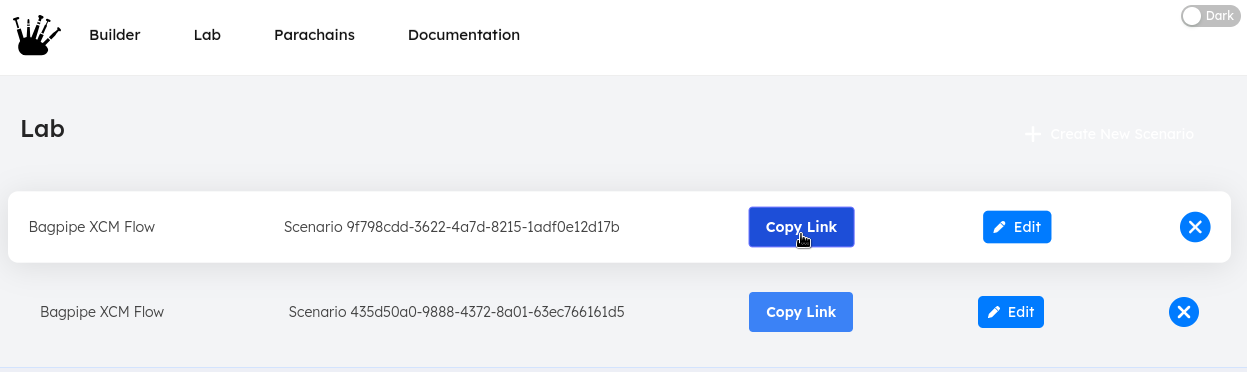 Dark
Builder Lab Parachains Documentation
Lab
Create New Scenario
Bagpipe XCM Flow Scenario 9f798cdd-3622-4a7d-8215-1adf0e12d17b Copy Link Edit
Bagpipe XCM Flow Scenario 435d50a0-9888-4372-8a01-63ec766161d5 Copy Link Edit